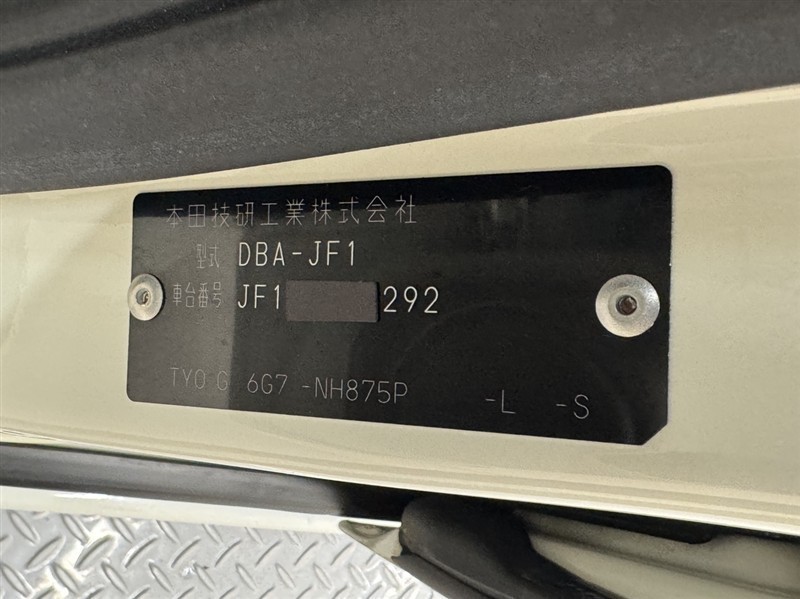 本田技研工業株式会社
型式 DBA-JF1
車台番号 JF1 292
TYO G 6G7 -NH875P -L -S